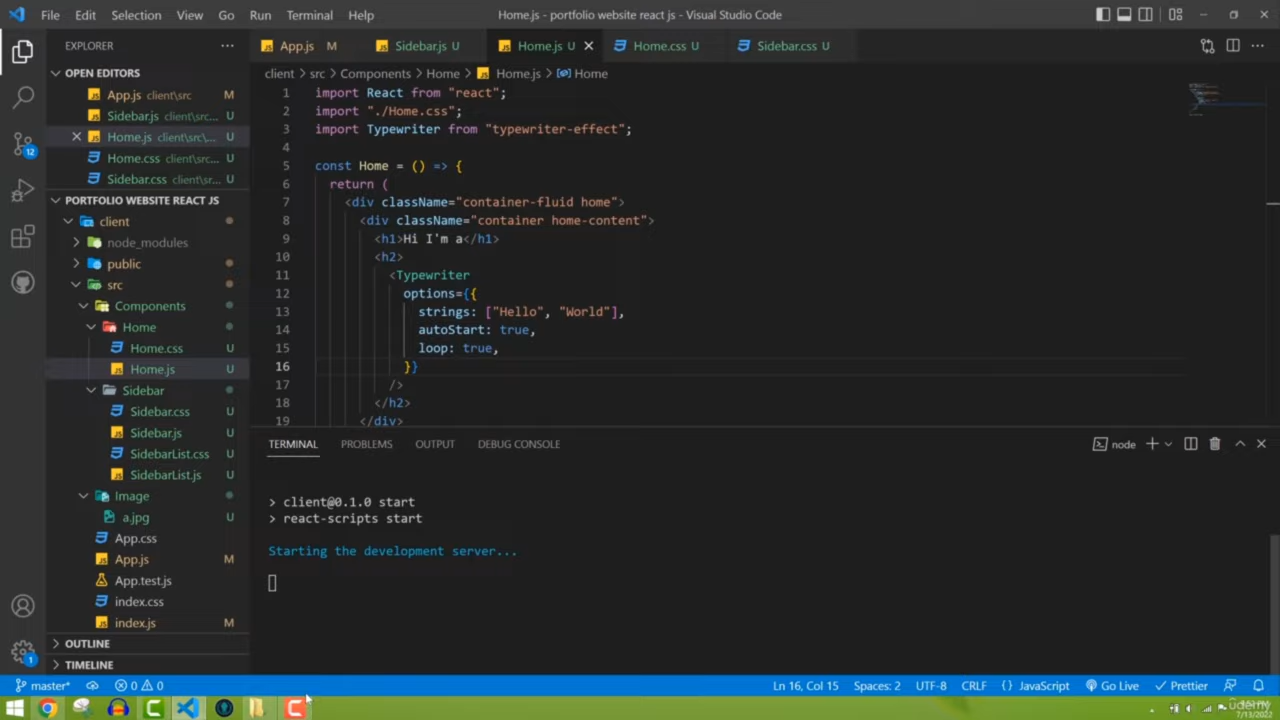 File Edit Selection View Go Run Terminal Help Home.js - portfolio website react js - Visual Studio Code
EXPLORER
App.js M Sidebar.js U Home.js U Home.css U Sidebar.css U
OPEN EDITORS
App.js client\src M
Sidebar.js client\src... U
Home.js client\src\... U
Home.css client\src... U
Sidebar.css client\sr... U
PORTFOLIO WEBSITE REACT JS
client
node_modules
public
src
Components
Home
Home.css U
Home.js U
Sidebar
Sidebar.css U
Sidebar.js U
SidebarList.css U
SidebarList.js U
Image
a.jpg U
App.css
App.js M
App.test.js
index.css
index.js M
OUTLINE
TIMELINE
12
1
client > src > Components > Home > Home.js > Home
1 import React from "react";
2 import "./Home.css";
3 import Typewriter from "typewriter-effect";
4
5 const Home = () => {
6 return (
7 <div className="container-fluid home">
8 <div className="container home-content">
9 <h1>Hi I'm a</h1>
10 <h2>
11 <Typewriter
12 options={{
13 strings: ["Hello", "World"],
14 autoStart: true,
15 loop: true,
16 }}
17 />
18 </h2>
19 </div>
TERMINAL PROBLEMS OUTPUT DEBUG CONSOLE node
> client@0.1.0 start
> react-scripts start
Starting the development server...
master* 0 0 Ln 16, Col 15 Spaces: 2 UTF-8 CRLF {} JavaScript Go Live Prettier
udemy
7/13/2022